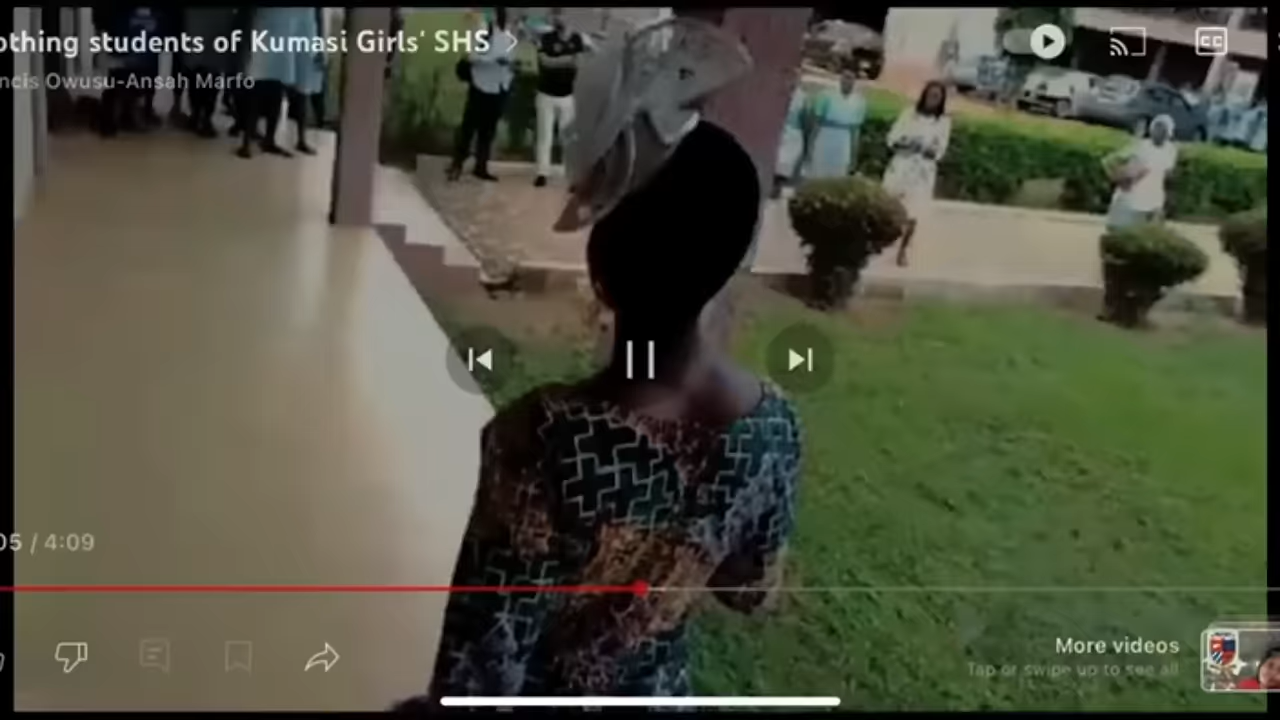 othing students of Kumasi Girls' SHS
ncis Owusu-Ansah Marfo
CC
05 / 4:09
More videos
Tap or swipe up to see all